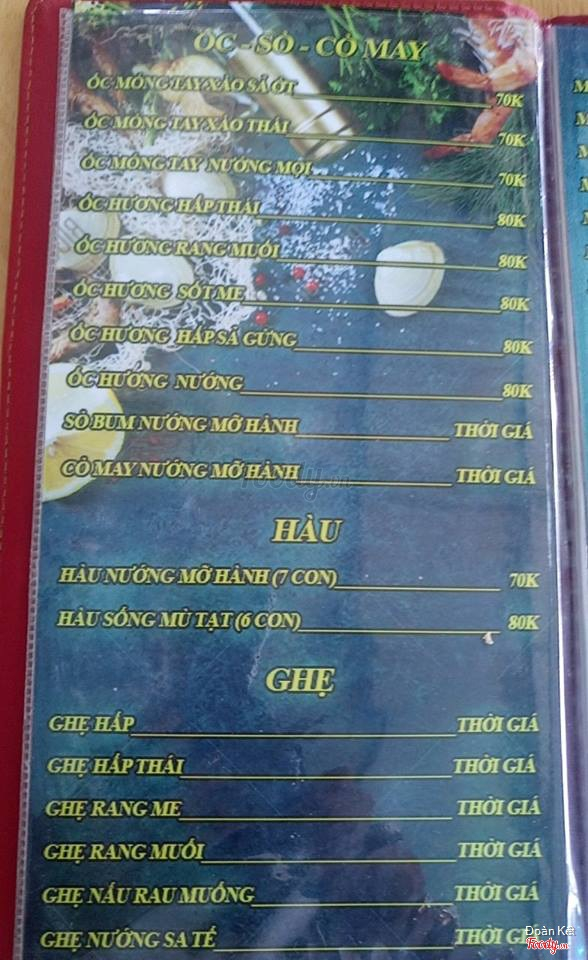 ỐC - SÒ - CỒ MAY
ỐC MÓNG TAY XÀO SẢ ỚT 70K
ỐC MÓNG TAY XÀO THÁI 70K
ỐC MÓNG TAY NƯỚNG MỌI 70K
ỐC HƯƠNG HẤP THÁI 80K
ỐC HƯƠNG RANG MUỐI 80K
ỐC HƯƠNG SỐT ME 80K
ỐC HƯƠNG HẤP SẢ GỪNG 80K
ỐC HƯƠNG NƯỚNG 80K
SÒ BUM NƯỚNG MỠ HÀNH THỜI GIÁ
CỒ MAY NƯỚNG MỠ HÀNH THỜI GIÁ
HÀU
HÀU NƯỚNG MỠ HÀNH (7 CON) 70K
HÀU SỐNG MÙ TẠT (6 CON) 80K
GHẸ
GHẸ HẤP THỜI GIÁ
GHẸ HẤP THÁI THỜI GIÁ
GHẸ RANG ME THỜI GIÁ
GHẸ RANG MUỐI THỜI GIÁ
GHẸ NẤU RAU MUỐNG THỜI GIÁ
GHẸ NƯỚNG SA TẾ THỜI GIÁ
Đoàn Kết
Foody.vn